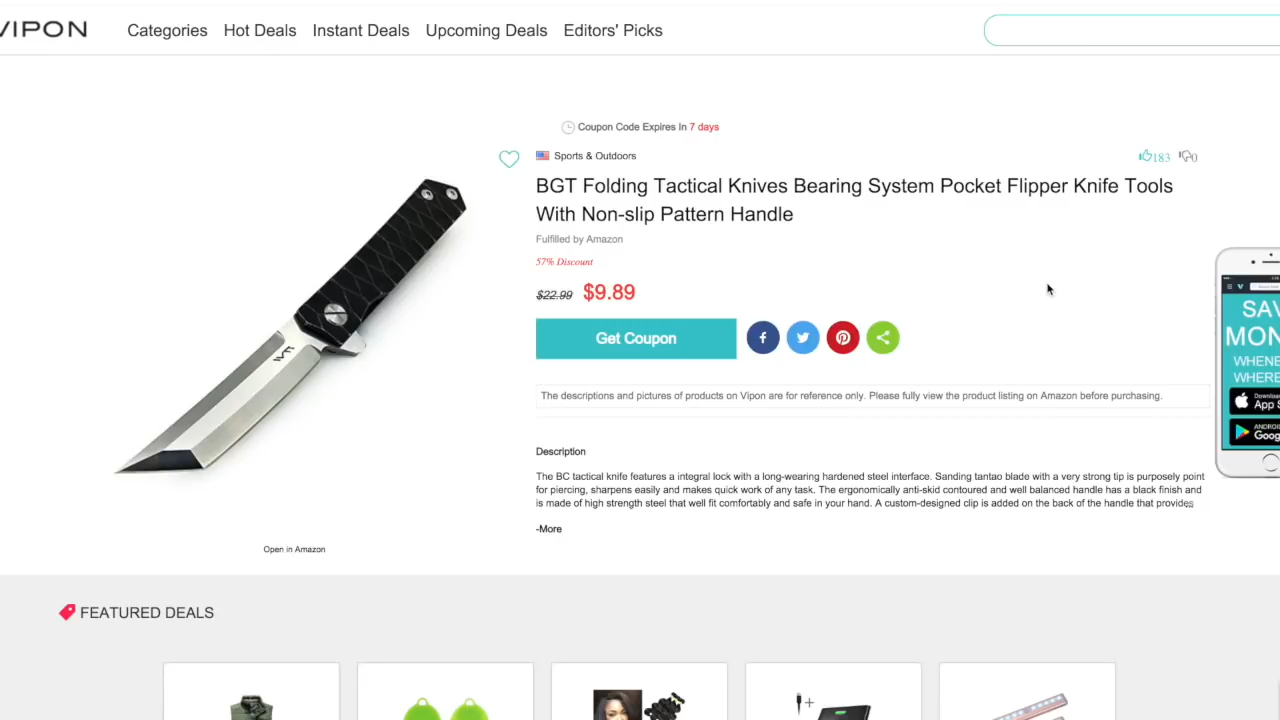 VIPON
Categories Hot Deals Instant Deals Upcoming Deals Editors' Picks
Coupon Code Expires In 7 days
Sports & Outdoors
183 0
BGT Folding Tactical Knives Bearing System Pocket Flipper Knife Tools
With Non-slip Pattern Handle
Fulfilled by Amazon
57% Discount
$22.99 $9.89
Get Coupon
The descriptions and pictures of products on Vipon are for reference only. Please fully view the product listing on Amazon before purchasing.
Description
The BC tactical knife features a integral lock with a long-wearing hardened steel interface. Sanding tantao blade with a very strong tip is purposely point
for piercing, sharpens easily and makes quick work of any task. The ergonomically anti-skid contoured and well balanced handle has a black finish and
is made of high strength steel that well fit comfortably and safe in your hand. A custom-designed clip is added on the back of the handle that provides
-More
Open in Amazon
SAV
MON
WHENE
WHERE
Download
App S
ANDROID
Goog
FEATURED DEALS